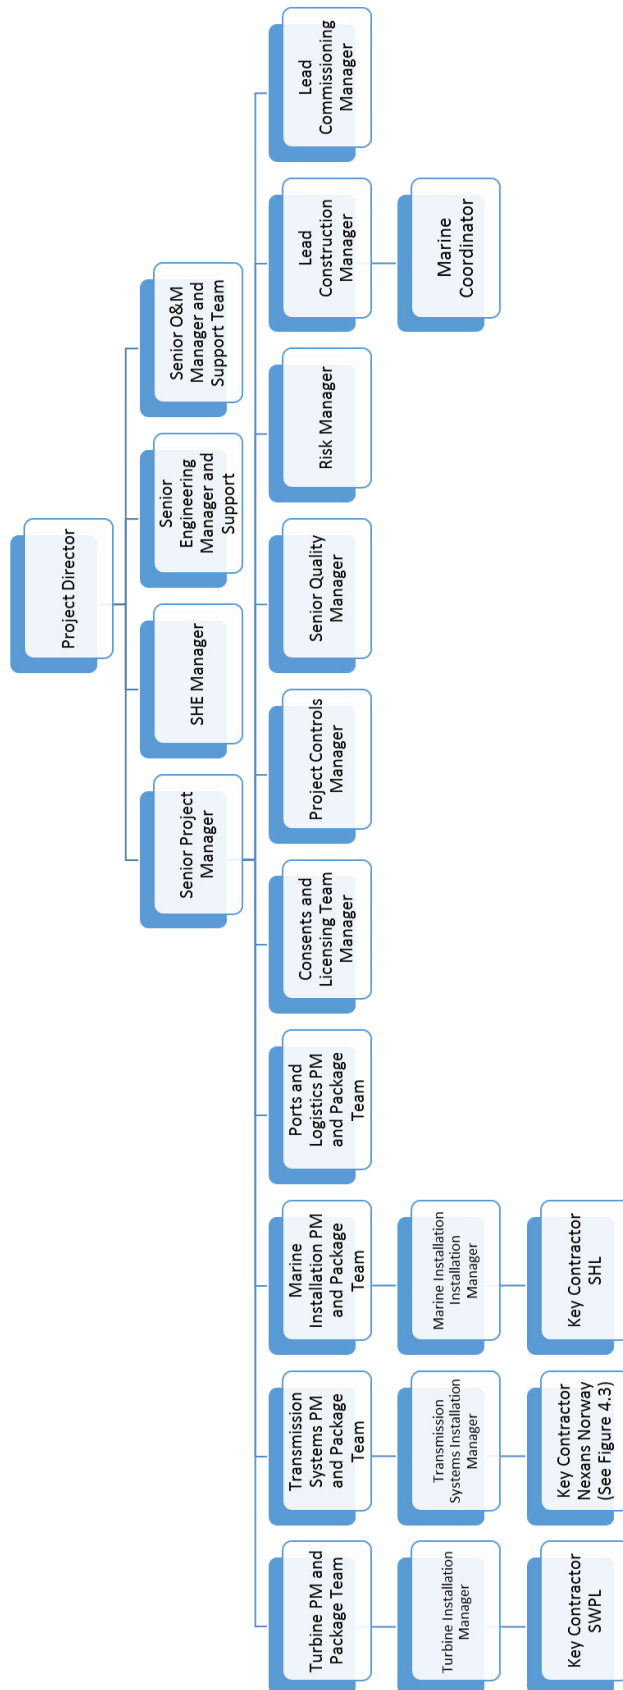 Project Director
Senior Project
Manager
SHE Manager
Senior
Engineering
Manager and
Support
Senior O&M
Manager and
Support Team
Turbine PM and
Package Team
Transmission
Systems PM
and Package
Team
Marine
Installation PM
and Package
Team
Ports and
Logistics PM
and Package
Team
Consents and
Licensing Team
Manager
Project Controls
Manager
Senior Quality
Manager
Risk Manager
Lead
Construction
Manager
Lead
Commissioning
Manager
Turbine Installation
Manager
Transmission
Systems Installation
Manager
Marine Installation
Installation
Manager
Marine
Coordinator
Key Contractor
SWPL
Key Contractor
Nexans Norway
(See Figure 4.3)
Key Contractor
SHL